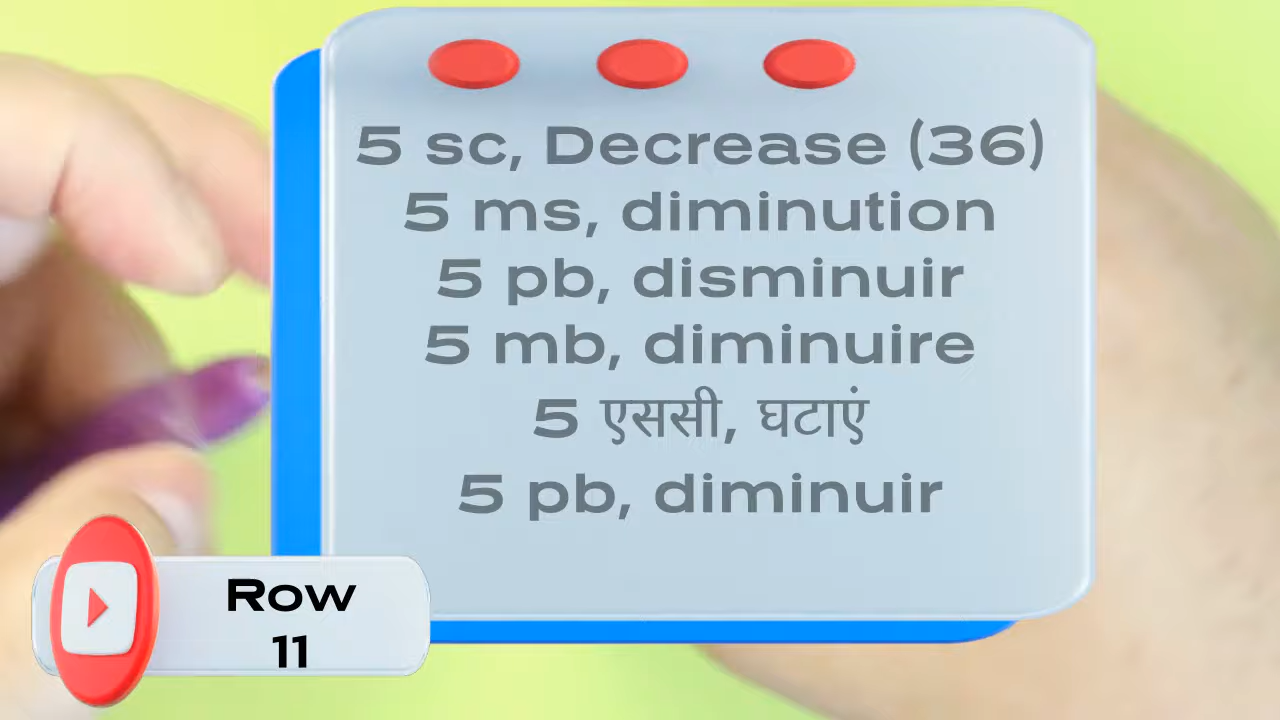 5 sc, Decrease (36)
5 ms, diminution
5 pb, disminuir
5 mb, diminuire
5 एससी, घटाएं
5 pb, diminuir
Row
11